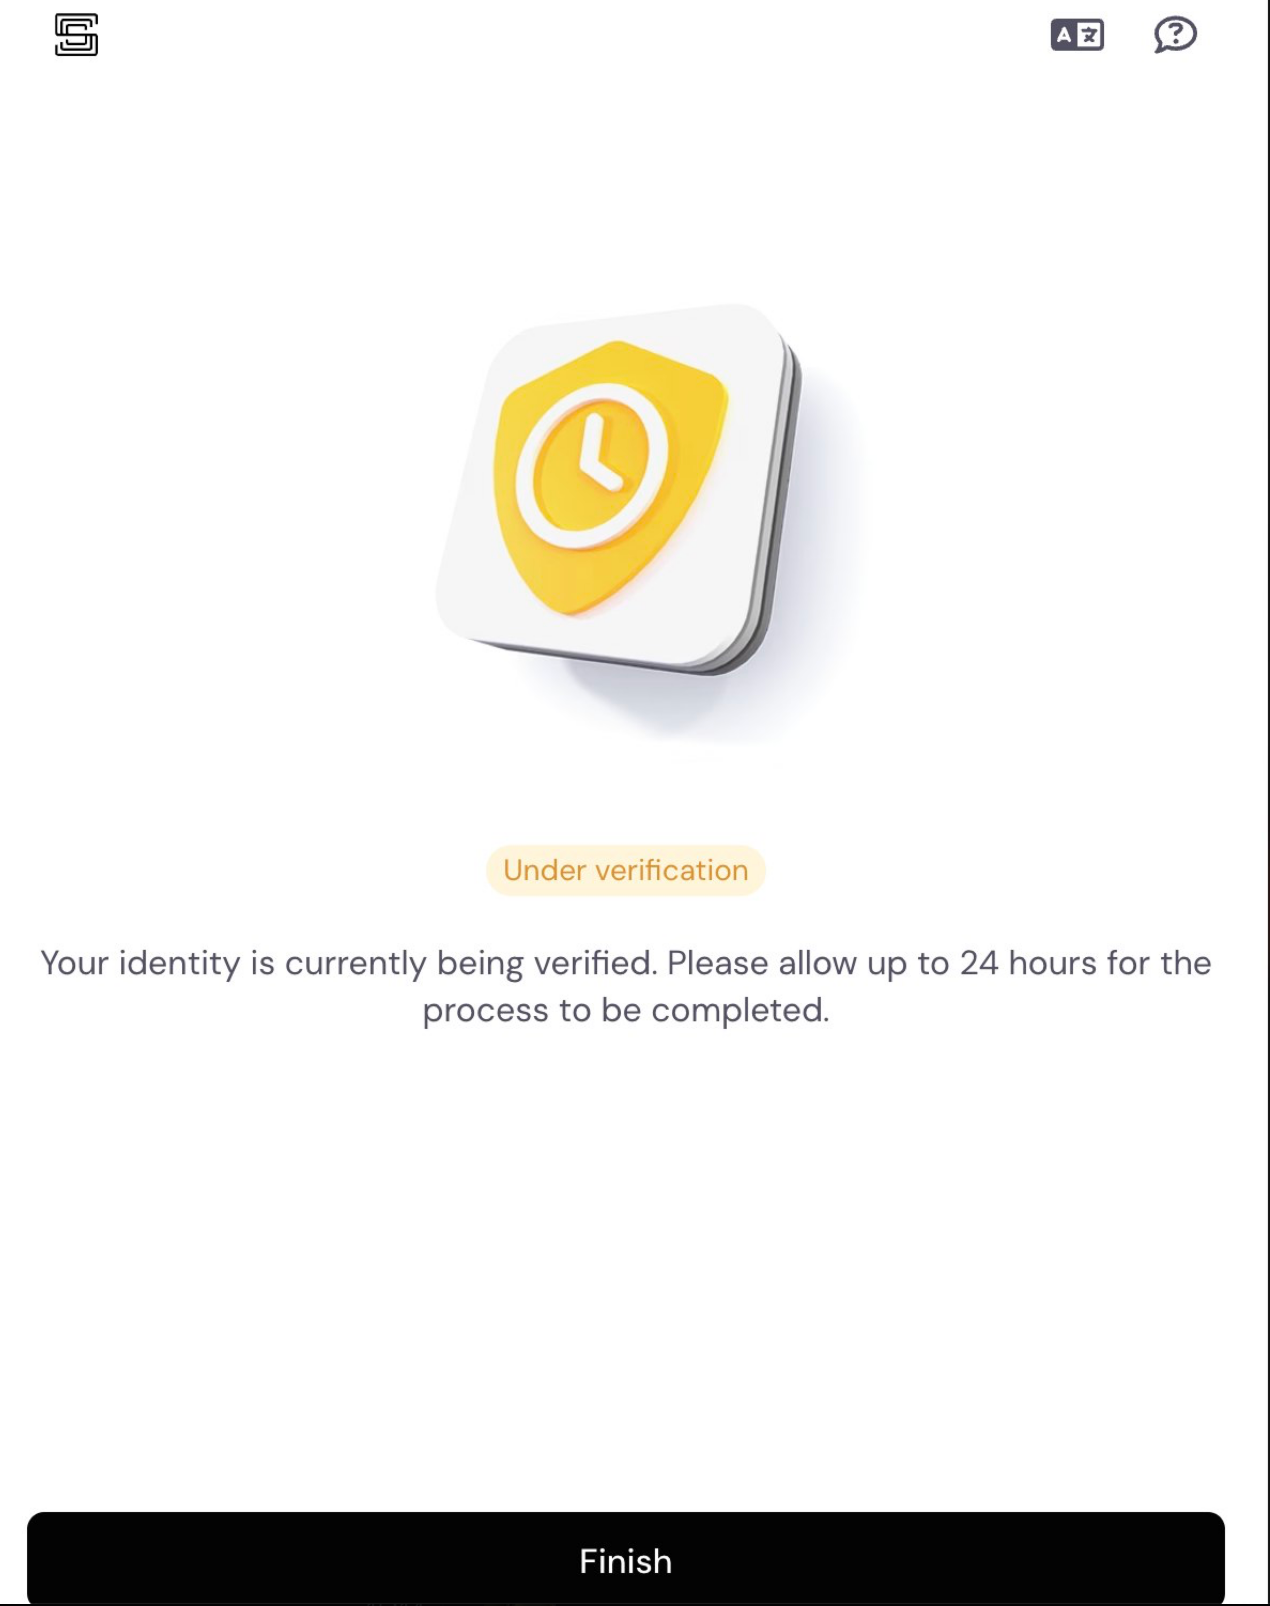 A 文
Under verification
Your identity is currently being verified. Please allow up to 24 hours for the
process to be completed.
Finish